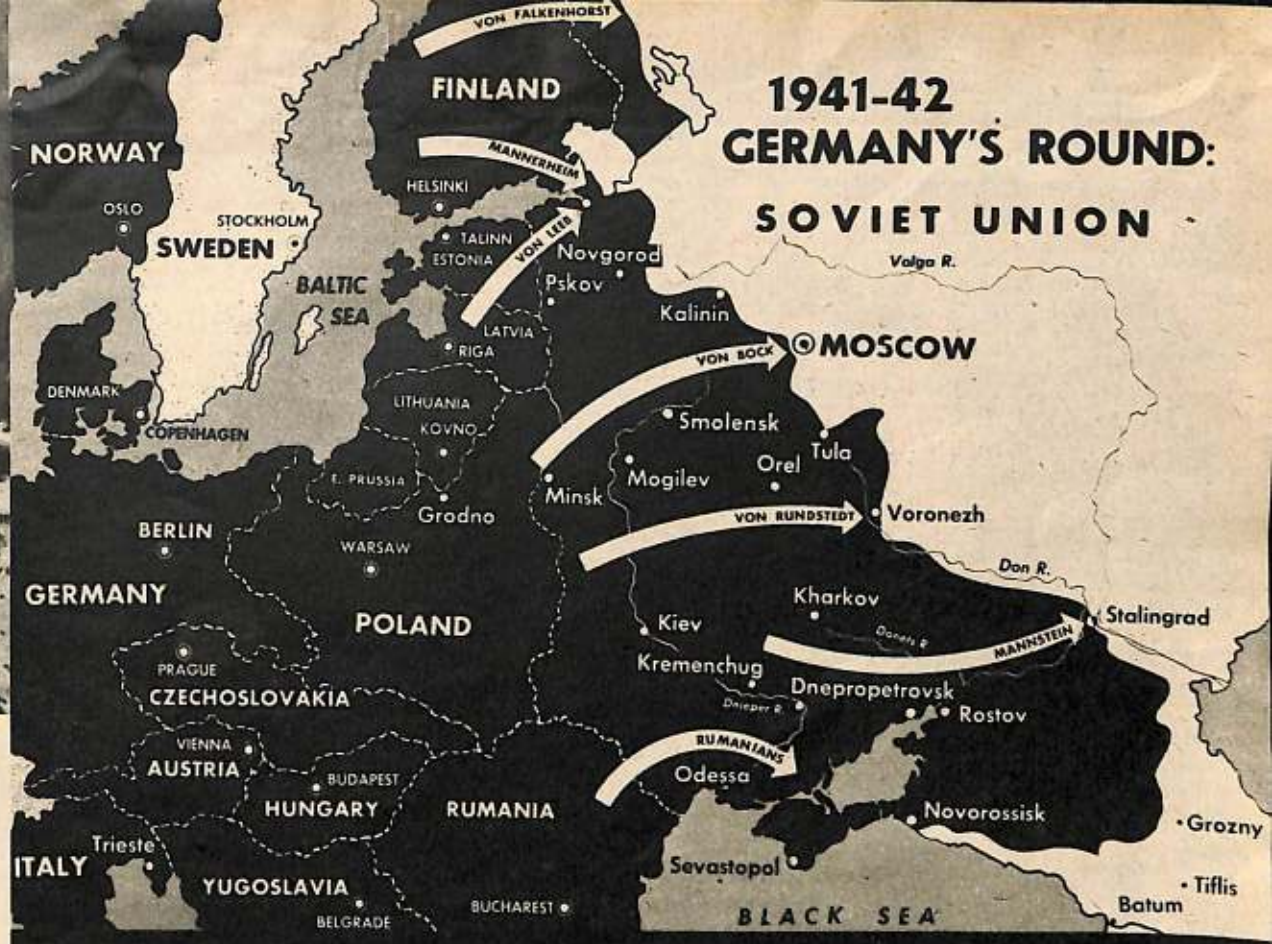 VON FALKENHORST
FINLAND
1941-42
GERMANY'S ROUND:
SOVIET UNION
NORWAY
MANNERHEIM
HELSINKI
OSLO
STOCKHOLM
SWEDEN
TALINN
ESTONIA
VON LEEB
Novgorod
Volga R.
BALTIC
SEA
Pskov
Kalinin
LATVIA
RIGA
VON BOCK
MOSCOW
DENMARK
COPENHAGEN
LITHUANIA
KOVNO
Smolensk
Tula
Orel
E. PRUSSIA
Minsk
Mogilev
Grodno
VON RUNDSTEDT
Voronezh
BERLIN
WARSAW
Don R.
GERMANY
POLAND
Kharkov
Stalingrad
Kiev
Donets R.
MANNSTEIN
PRAGUE
Kremenchug
CZECHOSLOVAKIA
Dnepropetrovsk
Dnieper R.
Rostov
VIENNA
AUSTRIA
RUMANIANS
BUDAPEST
Odessa
HUNGARY
RUMANIA
Novorossisk
Grozny
Trieste
ITALY
Sevastopol
YUGOSLAVIA
Tiflis
BELGRADE
BUCHAREST
BLACK SEA
Batum